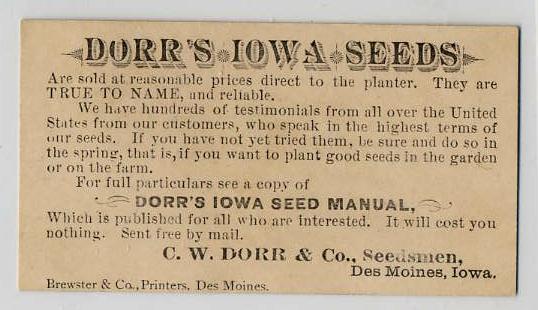 DORR'S IOWA SEEDS
Are sold at reasonable prices direct to the planter. They are
TRUE TO NAME, and reliable.
We have hundreds of testimonials from all over the United
States from our customers, who speak in the highest terms of
our seeds. If you have not yet tried them, be sure and do so in
the spring, that is, if you want to plant good seeds in the garden
or on the farm.
For full particulars see a copy of
DORR'S IOWA SEED MANUAL,
Which is published for all who are interested. It will cost you
nothing. Sent free by mail.
C. W. DORR & Co., Seedsmen,
Des Moines, Iowa.
Brewster & Co., Printers, Des Moines.